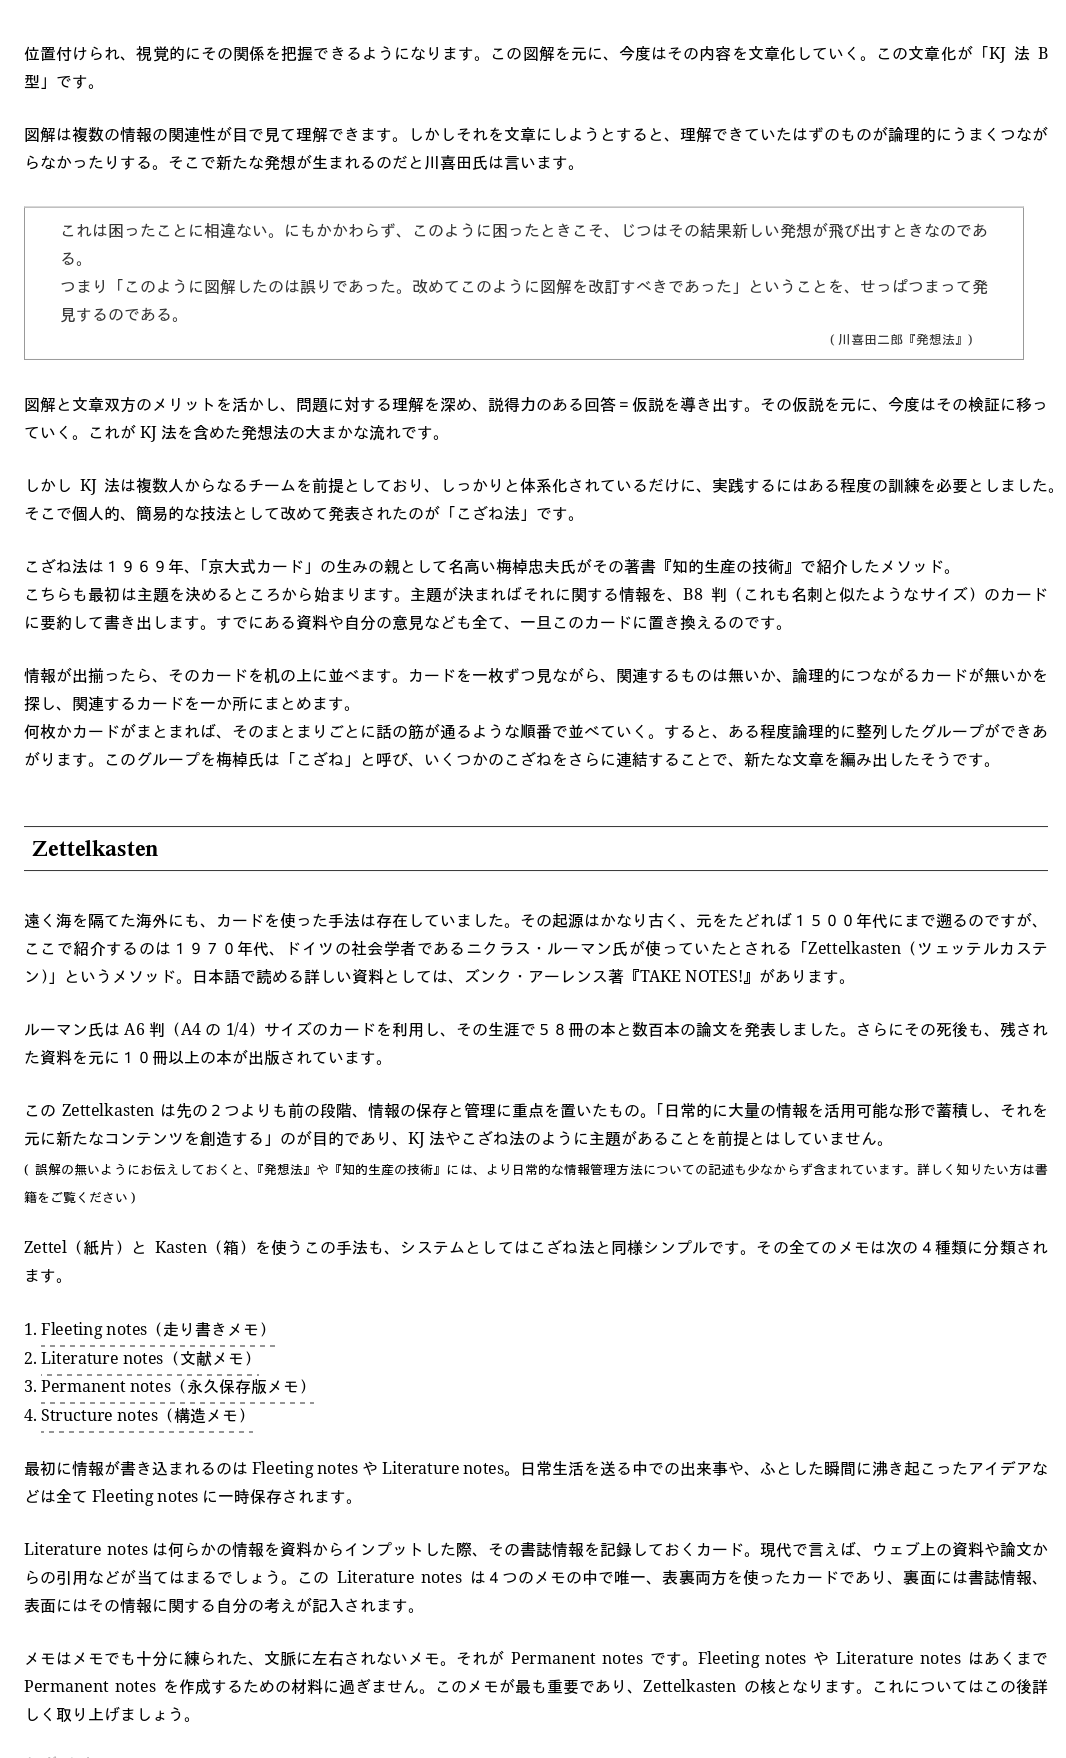 位置付けられ、視覚的にその関係を把握できるようになります。この図解を元に、今度はその内容を文章化していく。この文章化が「KJ 法 B
型」です。
図解は複数の情報の関連性が目で見て理解できます。しかしそれを文章にしようとすると、理解できていたはずのものが論理的にうまくつなが
らなかったりする。そこで新たな発想が生まれるのだと川喜田氏は言います。
これは困ったことに相違ない。にもかかわらず、このように困ったときこそ、じつはその結果新しい発想が飛び出すときなのであ
る。
つまり「このように図解したのは誤りであった。改めてこのように図解を改訂すべきであった」ということを、せっぱつまって発
見するのである。
( 川喜田二郎『発想法』)
図解と文章双方のメリットを活かし、問題に対する理解を深め、説得力のある回答＝仮説を導き出す。その仮説を元に、今度はその検証に移っ
ていく。これが KJ 法を含めた発想法の大まかな流れです。
しかし KJ 法は複数人からなるチームを前提としており、しっかりと体系化されているだけに、実践するにはある程度の訓練を必要としました。
そこで個人的、簡易的な技法として改めて発表されたのが「こざね法」です。
こざね法は１９６９年、「京大式カード」の生みの親として名高い梅棹忠夫氏がその著書『知的生産の技術』で紹介したメソッド。
こちらも最初は主題を決めるところから始まります。主題が決まればそれに関する情報を、B8 判（これも名刺と似たようなサイズ）のカード
に要約して書き出します。すでにある資料や自分の意見なども全て、一旦このカードに置き換えるのです。
情報が出揃ったら、そのカードを机の上に並べます。カードを一枚ずつ見ながら、関連するものは無いか、論理的につながるカードが無いかを
探し、関連するカードを一か所にまとめます。
何枚かカードがまとまれば、そのまとまりごとに話の筋が通るような順番で並べていく。すると、ある程度論理的に整列したグループができあ
がります。このグループを梅棹氏は「こざね」と呼び、いくつかのこざねをさらに連結することで、新たな文章を編み出したそうです。
Zettelkasten
遠く海を隔てた海外にも、カードを使った手法は存在していました。その起源はかなり古く、元をたどれば１５００年代にまで遡るのですが、
ここで紹介するのは１９７０年代、ドイツの社会学者であるニクラス・ルーマン氏が使っていたとされる「Zettelkasten（ツェッテルカステ
ン）」というメソッド。日本語で読める詳しい資料としては、ズンク・アーレンス著『TAKE NOTES!』があります。
ルーマン氏は A6 判（A4 の 1/4）サイズのカードを利用し、その生涯で５８冊の本と数百本の論文を発表しました。さらにその死後も、残され
た資料を元に１０冊以上の本が出版されています。
この Zettelkasten は先の２つよりも前の段階、情報の保存と管理に重点を置いたもの。「日常的に大量の情報を活用可能な形で蓄積し、それを
元に新たなコンテンツを創造する」のが目的であり、KJ 法やこざね法のように主題があることを前提とはしていません。
( 誤解の無いようにお伝えしておくと、『発想法』や『知的生産の技術』には、より日常的な情報管理方法についての記述も少なからず含まれています。詳しく知りたい方は書
籍をご覧ください )
Zettel（紙片）と Kasten（箱）を使うこの手法も、システムとしてはこざね法と同様シンプルです。その全てのメモは次の４種類に分類され
ます。
1. Fleeting notes（走り書きメモ）
2. Literature notes（文献メモ）
3. Permanent notes（永久保存版メモ）
4. Structure notes（構造メモ）
最初に情報が書き込まれるのは Fleeting notes や Literature notes。日常生活を送る中での出来事や、ふとした瞬間に沸き起こったアイデアな
どは全て Fleeting notes に一時保存されます。
Literature notes は何らかの情報を資料からインプットした際、その書誌情報を記録しておくカード。現代で言えば、ウェブ上の資料や論文か
らの引用などが当てはまるでしょう。この Literature notes は４つのメモの中で唯一、表裏両方を使ったカードであり、裏面には書誌情報、
表面にはその情報に関する自分の考えが記入されます。
メモはメモでも十分に練られた、文脈に左右されないメモ。それが Permanent notes です。Fleeting notes や Literature notes はあくまで
Permanent notes を作成するための材料に過ぎません。このメモが最も重要であり、Zettelkasten の核となります。これについてはこの後詳
しく取り上げましょう。